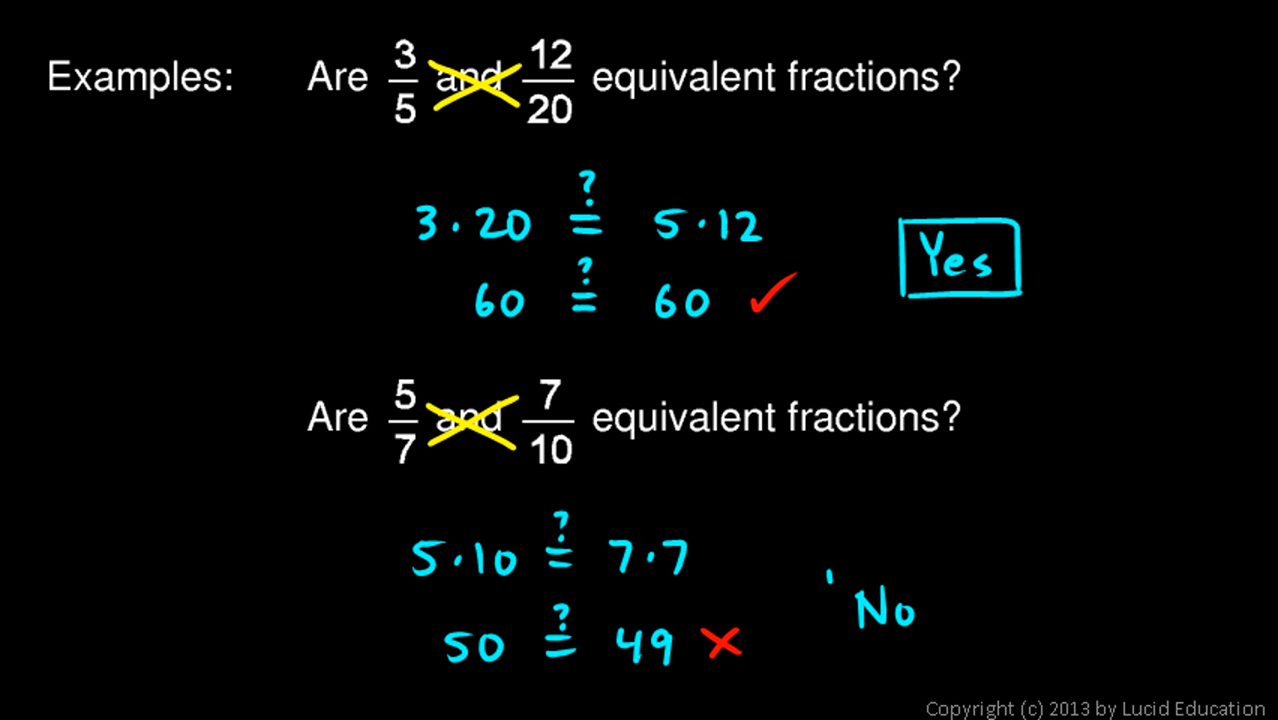 Examples: Are 3/5 and 12/20 equivalent fractions?
3 · 20 ≟ 5 · 12
Yes
60 ≟ 60 ✓
Are 5/7 and 7/10 equivalent fractions?
5 · 10 ≟ 7 · 7
No
50 ≟ 49 ✗
Copyright (c) 2013 by Lucid Education